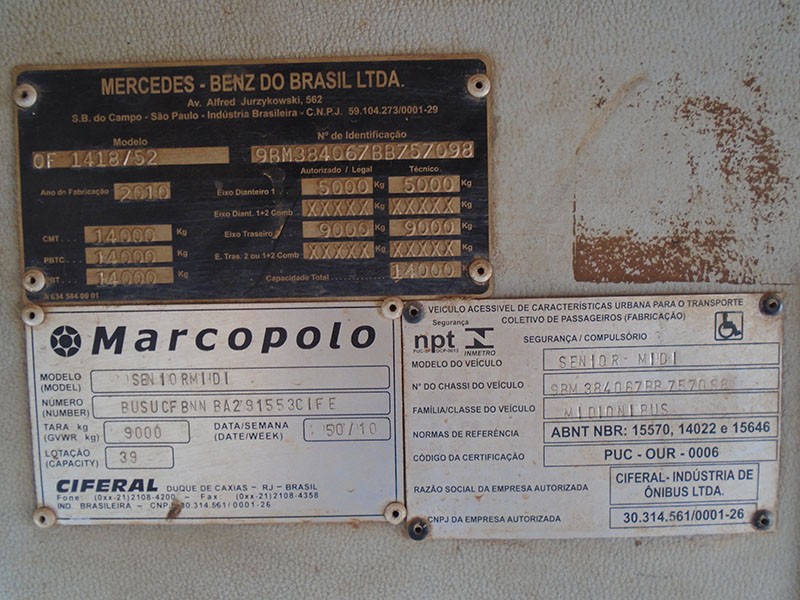 MERCEDES - BENZ DO BRASIL LTDA.
Av. Alfred Jurzykowski, 562
S.B. do Campo - São Paulo - Indústria Brasileira - C.N.P.J. 59.104.273/0001-29
Modelo
OF 1418/52
Nº de Identificação
9BM384067BB757098
Autorizado / Legal Técnico
Ano de Fabricação 2010
Eixo Dianteiro 1 . . 5000 Kg 5000 Kg
Eixo Diant. 1+2 Comb XXXXX Kg XXXXX Kg
CMT . . . . 14000 Kg
Eixo Traseiro 9000 Kg 9000 Kg
PBTC . . . 14000 Kg
E. Tras. 2 ou 1+2 Comb XXXXX Kg XXXXX Kg
14000 Kg
Capacidade Total . . . . . . . . . . . . 14000 Kg
Marcopolo
MODELO
(MODEL)
SENIORMIDI
NÚMERO
(NUMBER)
BUSUCFBNN BA291553CIFE
TARA kg
(GVWR kg)
9000
DATA/SEMANA
(DATE/WEEK)
50/10
LOTAÇÃO
(CAPACITY)
39
CIFERAL DUQUE DE CAXIAS - RJ - BRASIL
Fone: (0xx-21)2108-4200 - Fax: (0xx-21)2108-4358
IND. BRASILEIRA - CNPJ 30.314.561/0001-26
VEICULO ACESSIVEL DE CARACTERÍSTICAS URBANA PARA O TRANSPORTE
COLETIVO DE PASSAGEIROS (FABRICAÇÃO)
Segurança
npt
INMETRO
SEGURANÇA / COMPULSÓRIO
MODELO DO VEÍCULO SENIOR - MIDI
Nº DO CHASSI DO VEÍCULO 9BM384067BB757098
FAMÍLIA/CLASSE DO VEÍCULO MIDIONIBUS
NORMAS DE REFERÊNCIA ABNT NBR: 15570, 14022 e 15646
CÓDIGO DA CERTIFICAÇÃO PUC - OUR - 0006
RAZÃO SOCIAL DA EMPRESA AUTORIZADA CIFERAL- INDÚSTRIA DE
ÔNIBUS LTDA.
CNPJ DA EMPRESA AUTORIZADA 30.314.561/0001-26